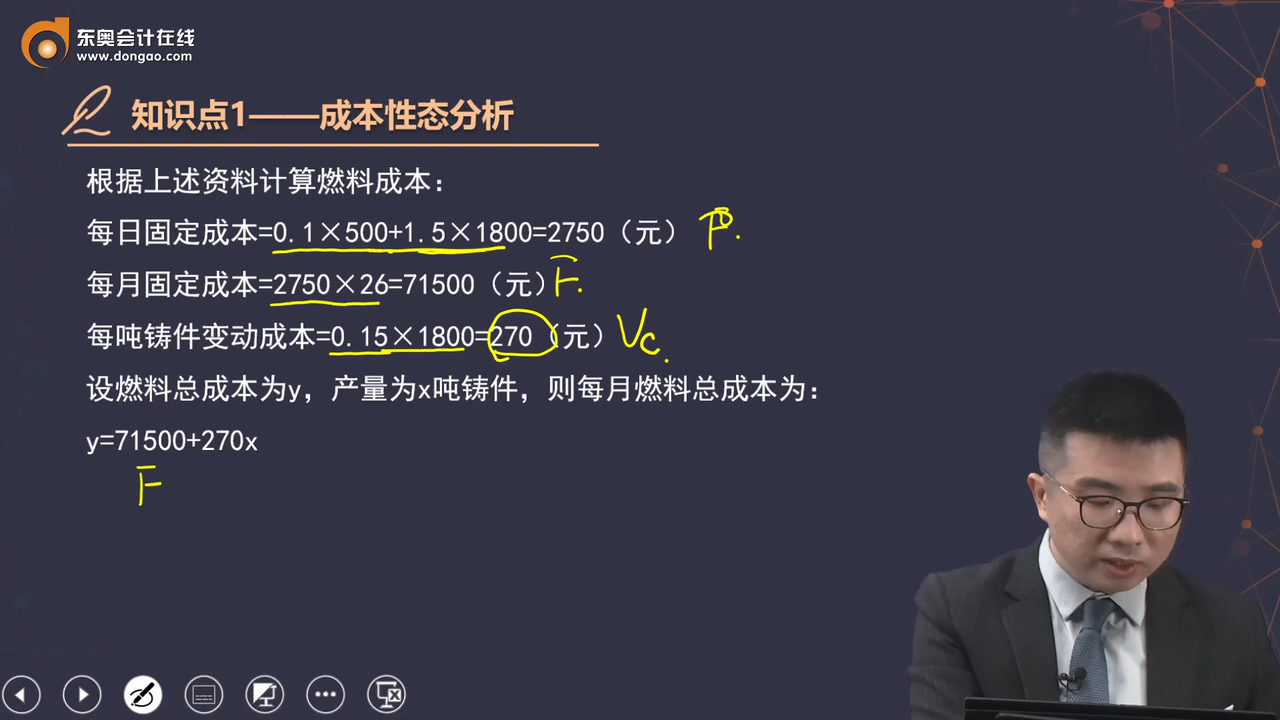 东奥会计在线
www.dongao.com
知识点1——成本性态分析
根据上述资料计算燃料成本：
每日固定成本=0.1×500+1.5×1800=2750（元） F日.
每月固定成本=2750×26=71500（元） F.
每吨铸件变动成本=0.15×1800=270（元） Vc.
设燃料总成本为y，产量为x吨铸件，则每月燃料总成本为：
y=71500+270x
F